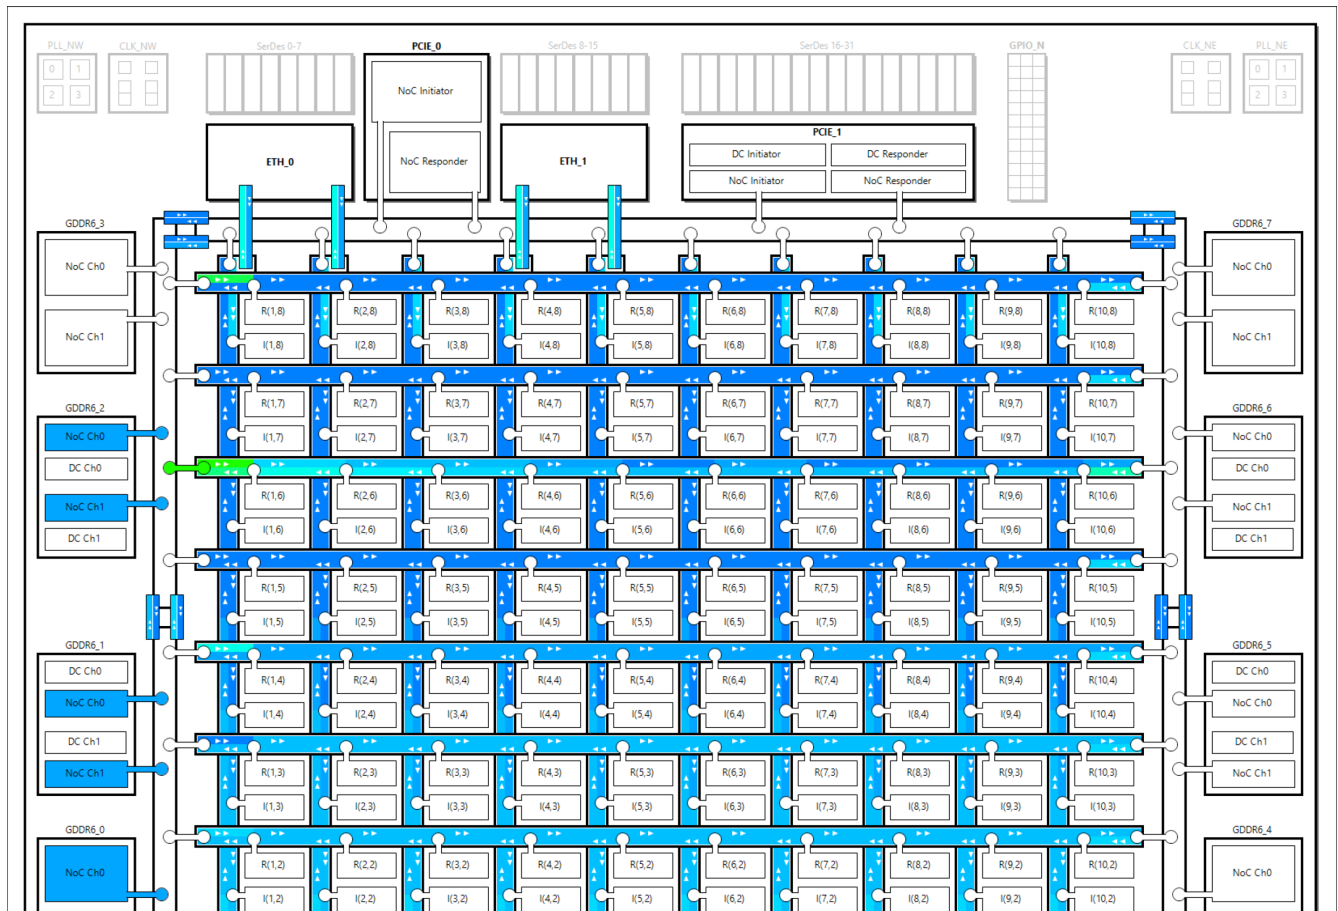 PLL_NW CLK_NW SerDes 0-7 PCIE_0 SerDes 8-15 SerDes 16-31 GPIO_N CLK_NE PLL_NE
0 1 0 1
2 3 2 3
NoC Initiator
ETH_0 NoC Responder ETH_1
PCIE_1
DC Initiator DC Responder
NoC Initiator NoC Responder
GDDR6_3 GDDR6_7
NoC Ch0 NoC Ch0
R(1,8) R(2,8) R(3,8) R(4,8) R(5,8) R(6,8) R(7,8) R(8,8) R(9,8) R(10,8)
NoC Ch1 NoC Ch1
I(1,8) I(2,8) I(3,8) I(4,8) I(5,8) I(6,8) I(7,8) I(8,8) I(9,8) I(10,8)
R(1,7) R(2,7) R(3,7) R(4,7) R(5,7) R(6,7) R(7,7) R(8,7) R(9,7) R(10,7)
GDDR6_2 GDDR6_6
NoC Ch0 I(1,7) I(2,7) I(3,7) I(4,7) I(5,7) I(6,7) I(7,7) I(8,7) I(9,7) I(10,7) NoC Ch0
DC Ch0 DC Ch0
R(1,6) R(2,6) R(3,6) R(4,6) R(5,6) R(6,6) R(7,6) R(8,6) R(9,6) R(10,6)
NoC Ch1 NoC Ch1
I(1,6) I(2,6) I(3,6) I(4,6) I(5,6) I(6,6) I(7,6) I(8,6) I(9,6) I(10,6)
DC Ch1 DC Ch1
R(1,5) R(2,5) R(3,5) R(4,5) R(5,5) R(6,5) R(7,5) R(8,5) R(9,5) R(10,5)
I(1,5) I(2,5) I(3,5) I(4,5) I(5,5) I(6,5) I(7,5) I(8,5) I(9,5) I(10,5)
GDDR6_1 GDDR6_5
DC Ch0 DC Ch0
R(1,4) R(2,4) R(3,4) R(4,4) R(5,4) R(6,4) R(7,4) R(8,4) R(9,4) R(10,4)
NoC Ch0 NoC Ch0
I(1,4) I(2,4) I(3,4) I(4,4) I(5,4) I(6,4) I(7,4) I(8,4) I(9,4) I(10,4)
DC Ch1 DC Ch1
NoC Ch1 R(1,3) R(2,3) R(3,3) R(4,3) R(5,3) R(6,3) R(7,3) R(8,3) R(9,3) R(10,3) NoC Ch1
I(1,3) I(2,3) I(3,3) I(4,3) I(5,3) I(6,3) I(7,3) I(8,3) I(9,3) I(10,3)
GDDR6_0 GDDR6_4
R(1,2) R(2,2) R(3,2) R(4,2) R(5,2) R(6,2) R(7,2) R(8,2) R(9,2) R(10,2)
NoC Ch0 NoC Ch0
I(1,2) I(2,2) I(3,2) I(4,2) I(5,2) I(6,2) I(7,2) I(8,2) I(9,2) I(10,2)